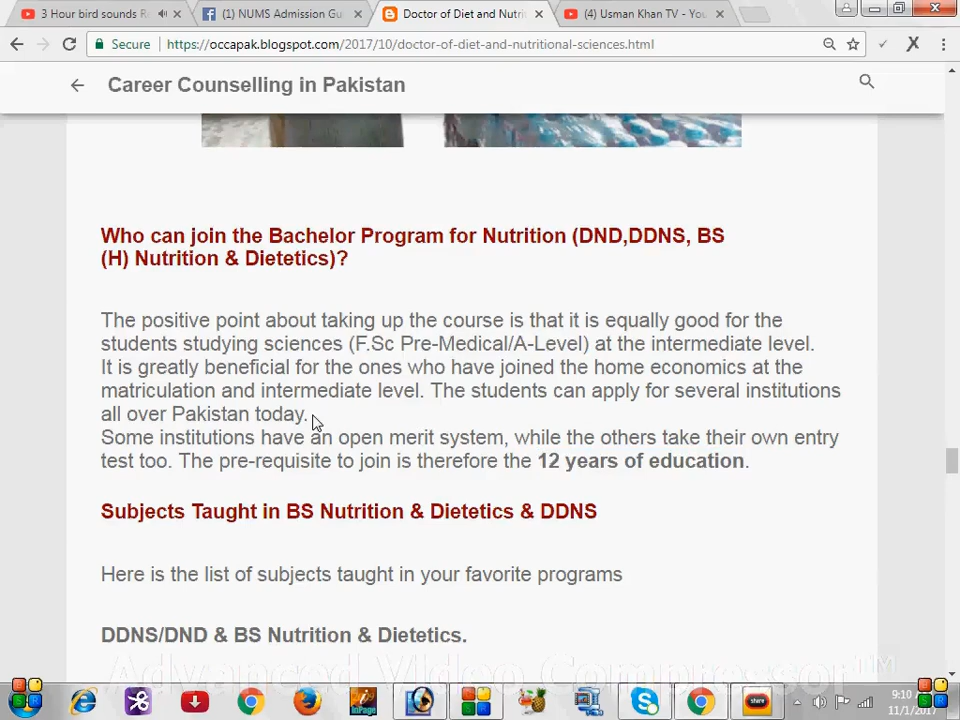 3 Hour bird sounds R
(1) NUMS Admission Gu
Doctor of Diet and Nutri
(4) Usman Khan TV - You
Secure
https://occapak.blogspot.com/2017/10/doctor-of-diet-and-nutritional-sciences.html
Career Counselling in Pakistan
Who can join the Bachelor Program for Nutrition (DND,DDNS, BS
(H) Nutrition & Dietetics)?
The positive point about taking up the course is that it is equally good for the
students studying sciences (F.Sc Pre-Medical/A-Level) at the intermediate level.
It is greatly beneficial for the ones who have joined the home economics at the
matriculation and intermediate level. The students can apply for several institutions
all over Pakistan today.
Some institutions have an open merit system, while the others take their own entry
test too. The pre-requisite to join is therefore the 12 years of education.
Subjects Taught in BS Nutrition & Dietetics & DDNS
Here is the list of subjects taught in your favorite programs
DDNS/DND & BS Nutrition & Dietetics.
Advanced Video Compressor™
InPage
share
9:10
11/1/2017